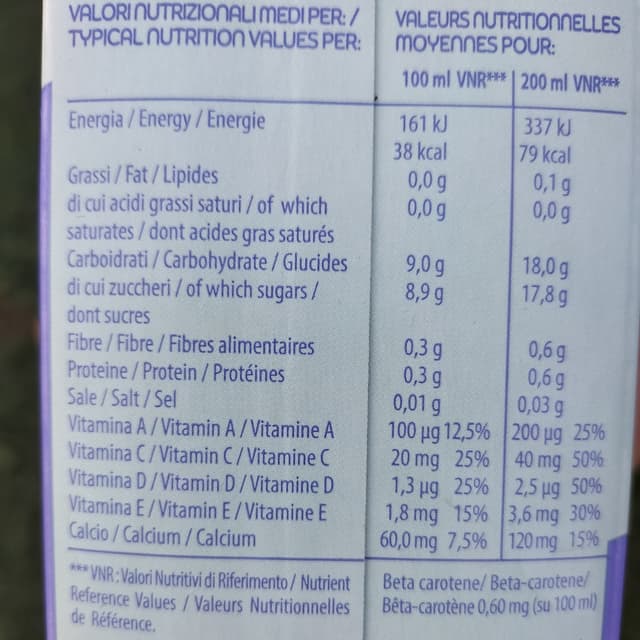 VALORI NUTRIZIONALI MEDI PER: / VALEURS NUTRITIONNELLES
TYPICAL NUTRITION VALUES PER: MOYENNES POUR:
100 ml VNR*** 200 ml VNR***
Energia / Energy / Energie 161 kJ 337 kJ
38 kcal 79 kcal
Grassi / Fat / Lipides 0,0 g 0,1 g
di cui acidi grassi saturi / of which 0,0 g 0,0 g
saturates / dont acides gras saturés
Carboidrati / Carbohydrate / Glucides 9,0 g 18,0 g
di cui zuccheri / of which sugars / 8,9 g 17,8 g
dont sucres
Fibre / Fibre / Fibres alimentaires 0,3 g 0,6 g
Proteine / Protein / Protéines 0,3 g 0,6 g
Sale / Salt / Sel 0,01 g 0,03 g
Vitamina A / Vitamin A / Vitamine A 100 µg 12,5% 200 µg 25%
Vitamina C / Vitamin C / Vitamine C 20 mg 25% 40 mg 50%
Vitamina D / Vitamin D / Vitamine D 1,3 µg 25% 2,5 µg 50%
Vitamina E / Vitamin E / Vitamine E 1,8 mg 15% 3,6 mg 30%
Calcio / Calcium / Calcium 60,0 mg 7,5% 120 mg 15%
*** VNR : Valori Nutritivi di Riferimento / Nutrient
Reference Values / Valeurs Nutritionnelles
de Référence.
Beta carotene/ Beta-carotene/
Bêta-carotène 0,60 mg (su 100 ml)